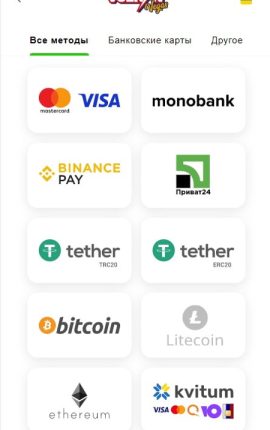 Все методы Банковские карты Другое
mastercard VISA monobank
BINANCE
PAY
Приват24
tether tether
TRC20 ERC20
bitcoin
Litecoin
ethereum
kvitum
VISA